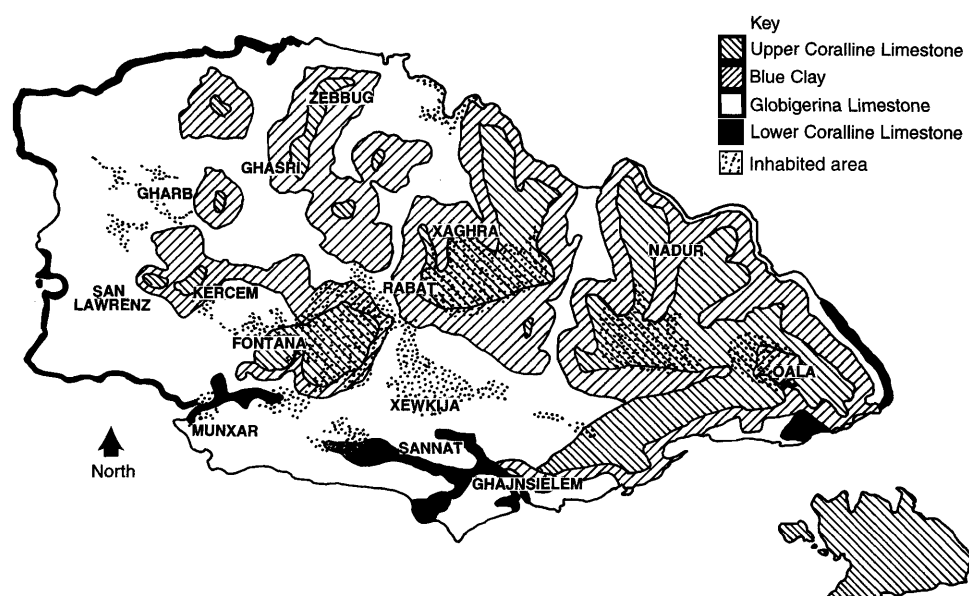 Key
Upper Coralline Limestone
Blue Clay
Globigerina Limestone
Lower Coralline Limestone
Inhabited area
ZEBBUG
GHASRI
GHARB
XAGHRA
NADUR
SAN
LAWRENZ
KERCEM
RABAT
FONTANA
OALA
XEWKIJA
MUNXAR
SANNAT
GHAJNSIELEM
North